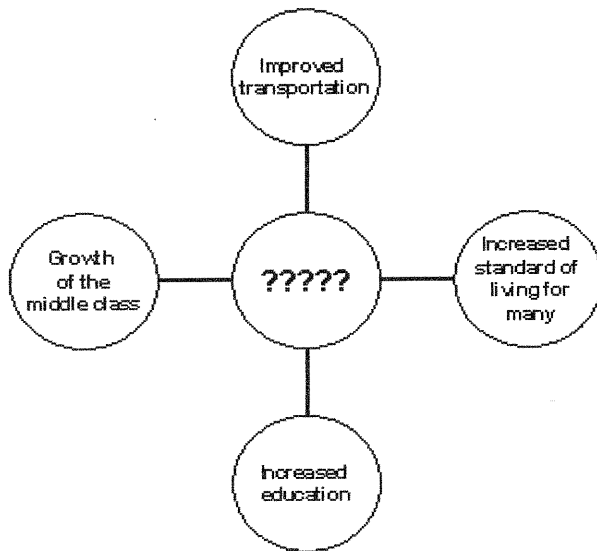 Improved
transportation
Growth
of the
middle class
?????
Increased
standard of
living for
many
Increased
education